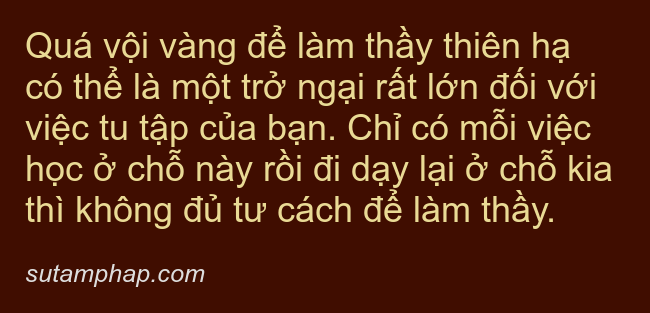 Quá vội vàng để làm thầy thiên hạ
có thể là một trở ngại rất lớn đối với
việc tu tập của bạn. Chỉ có mỗi việc
học ở chỗ này rồi đi dạy lại ở chỗ kia
thì không đủ tư cách để làm thầy.
sutamphap.com